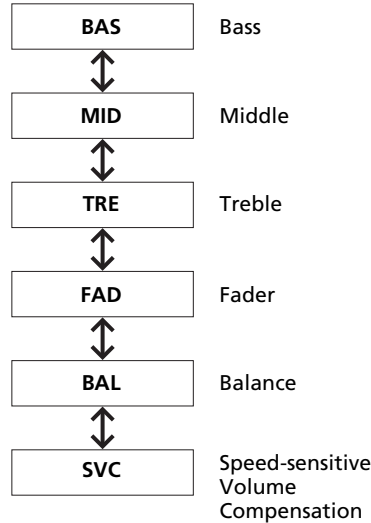 BAS Bass
MID Middle
TRE Treble
FAD Fader
BAL Balance
SVC Speed-sensitive
Volume
Compensation